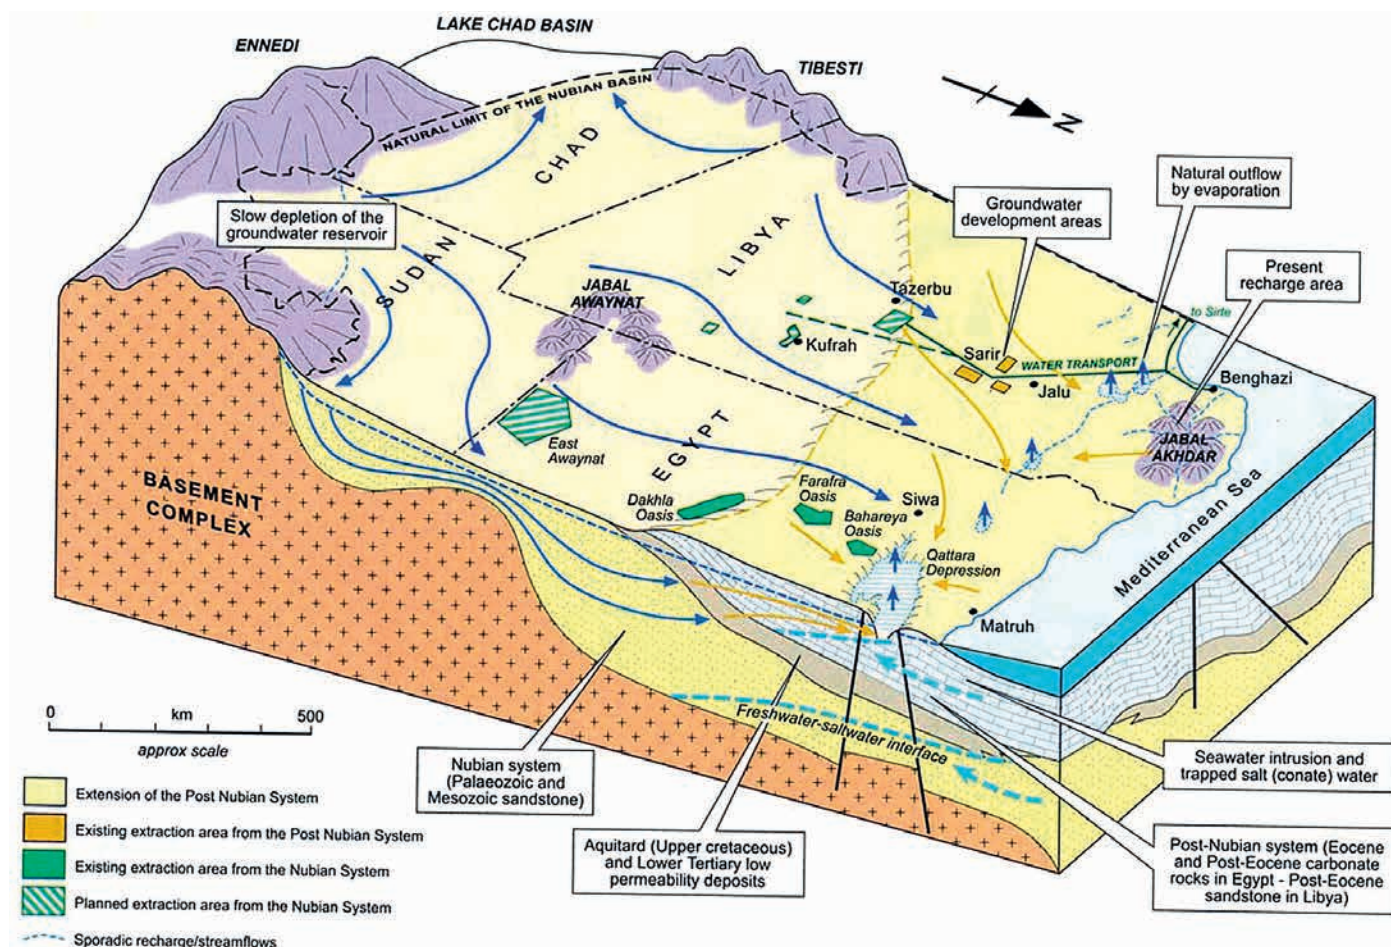 LAKE CHAD BASIN
ENNEDI
TIBESTI
NATURAL LIMIT OF THE NUBIAN BASIN
N
CHAD
Natural outflow
by evaporation
Slow depletion of the
groundwater reservoir
Groundwater
development areas
SUDAN
LIBYA
Present
recharge area
JABAL
AWAYNAT
Tazerbu
to Sirte
Kufrah
Sarir
WATER TRANSPORT
Jalu
Benghazi
JABAL
AKHDAR
East
Awaynat
EGYPT
BASEMENT
COMPLEX
Dakhla
Oasis
Farafra
Oasis
Siwa
Bahareya
Oasis
Qattara
Depression
Mediterranean Sea
Matruh
0 km 500
approx scale
Freshwater-saltwater interface
Nubian system
(Palaeozoic and
Mesozoic sandstone)
Seawater intrusion and
trapped salt (conate) water
Aquitard (Upper cretaceous)
and Lower Tertiary low
permeability deposits
Post-Nubian system (Eocene
and Post-Eocene carbonate
rocks in Egypt - Post-Eocene
sandstone in Libya)
Extension of the Post Nubian System
Existing extraction area from the Post Nubian System
Existing extraction area from the Nubian System
Planned extraction area from the Nubian System
Sporadic recharge/streamflows